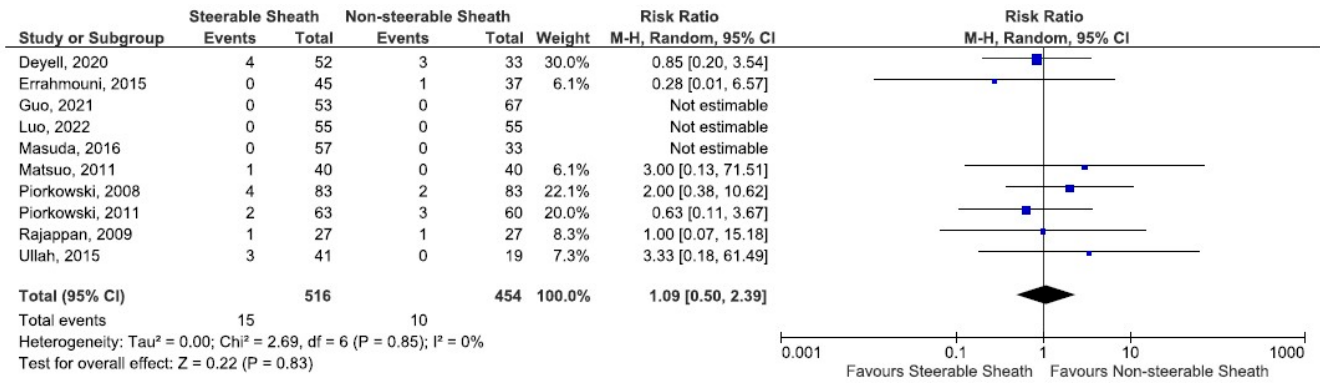 Steerable Sheath Non-steerable Sheath Risk Ratio Risk Ratio
Study or Subgroup Events Total Events Total Weight M-H, Random, 95% CI M-H, Random, 95% CI
Deyell, 2020 4 52 3 33 30.0% 0.85 [0.20, 3.54]
Errahmouni, 2015 0 45 1 37 6.1% 0.28 [0.01, 6.57]
Guo, 2021 0 53 0 67 Not estimable
Luo, 2022 0 55 0 55 Not estimable
Masuda, 2016 0 57 0 33 Not estimable
Matsuo, 2011 1 40 0 40 6.1% 3.00 [0.13, 71.51]
Piorkowski, 2008 4 83 2 83 22.1% 2.00 [0.38, 10.62]
Piorkowski, 2011 2 63 3 60 20.0% 0.63 [0.11, 3.67]
Rajappan, 2009 1 27 1 27 8.3% 1.00 [0.07, 15.18]
Ullah, 2015 3 41 0 19 7.3% 3.33 [0.18, 61.49]
Total (95% CI) 516 454 100.0% 1.09 [0.50, 2.39]
Total events 15 10
Heterogeneity: Tau² = 0.00; Chi² = 2.69, df = 6 (P = 0.85); I² = 0%
Test for overall effect: Z = 0.22 (P = 0.83)
0.001 0.1 1 10 1000
Favours Steerable Sheath Favours Non-steerable Sheath